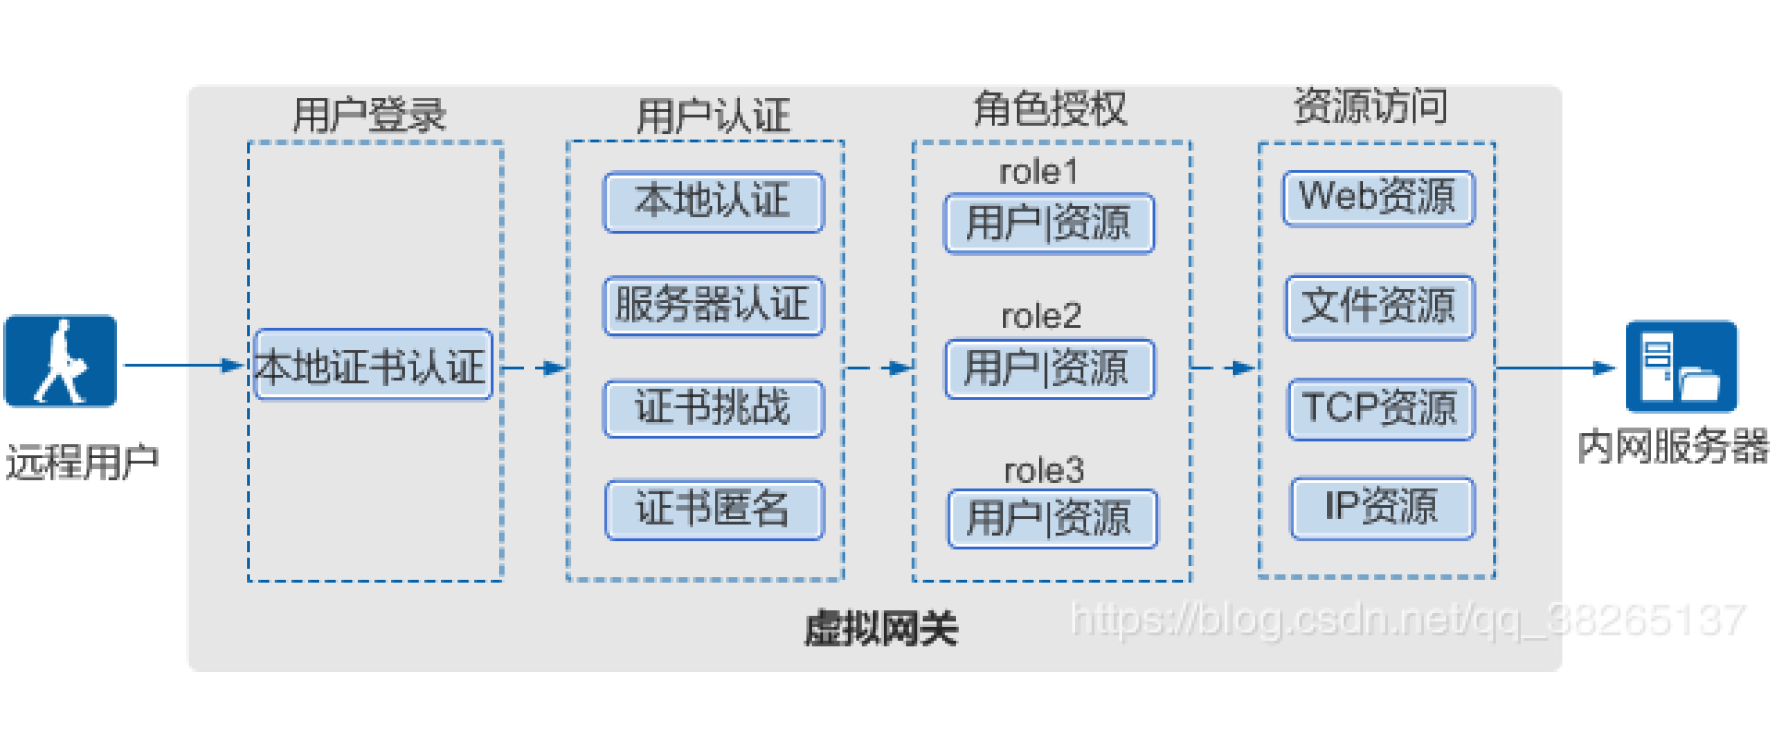 用户登录
用户认证
角色授权
资源访问
本地证书认证
本地认证
服务器认证
证书挑战
证书匿名
role1
用户|资源
role2
用户|资源
role3
用户|资源
Web资源
文件资源
TCP资源
IP资源
远程用户
内网服务器
虚拟网关
https://blog.csdn.net/qq_38265137